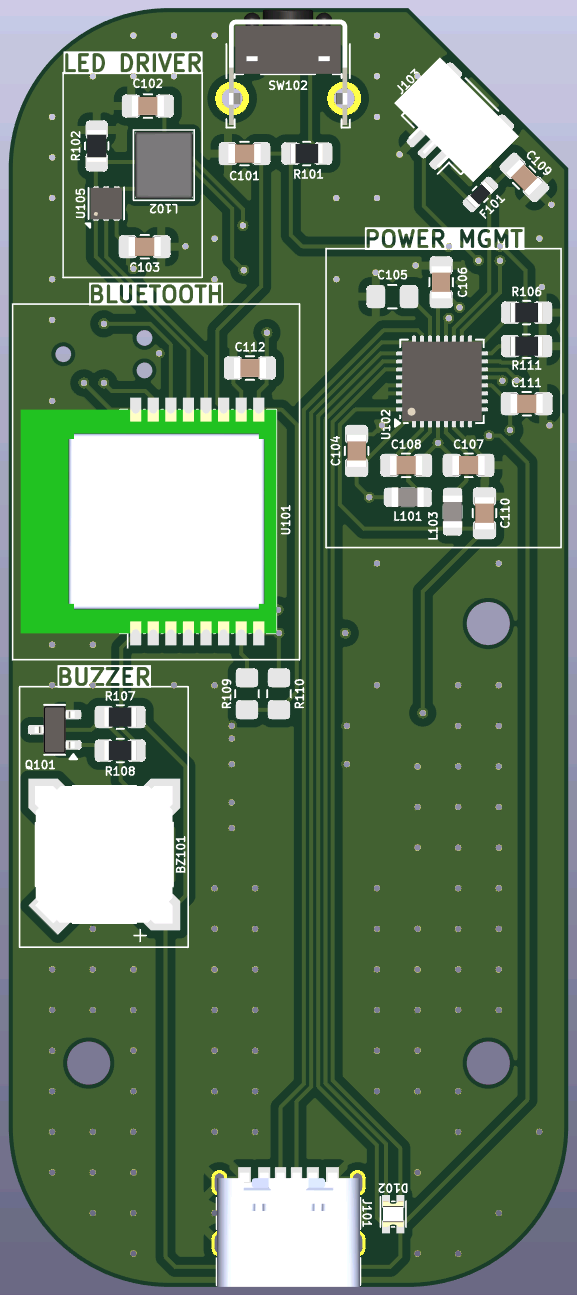 LED DRIVER
C102
SW102
J103
R102
C101
R101
C109
F101
U105
L102
C103
POWER MGMT
C105
C106
BLUETOOTH
R106
C112
R111
C111
U102
C104
C108
C107
L101
L103
C110
U101
BUZZER
R107
R109
R110
Q101
R108
BZ101
+
D102
J101